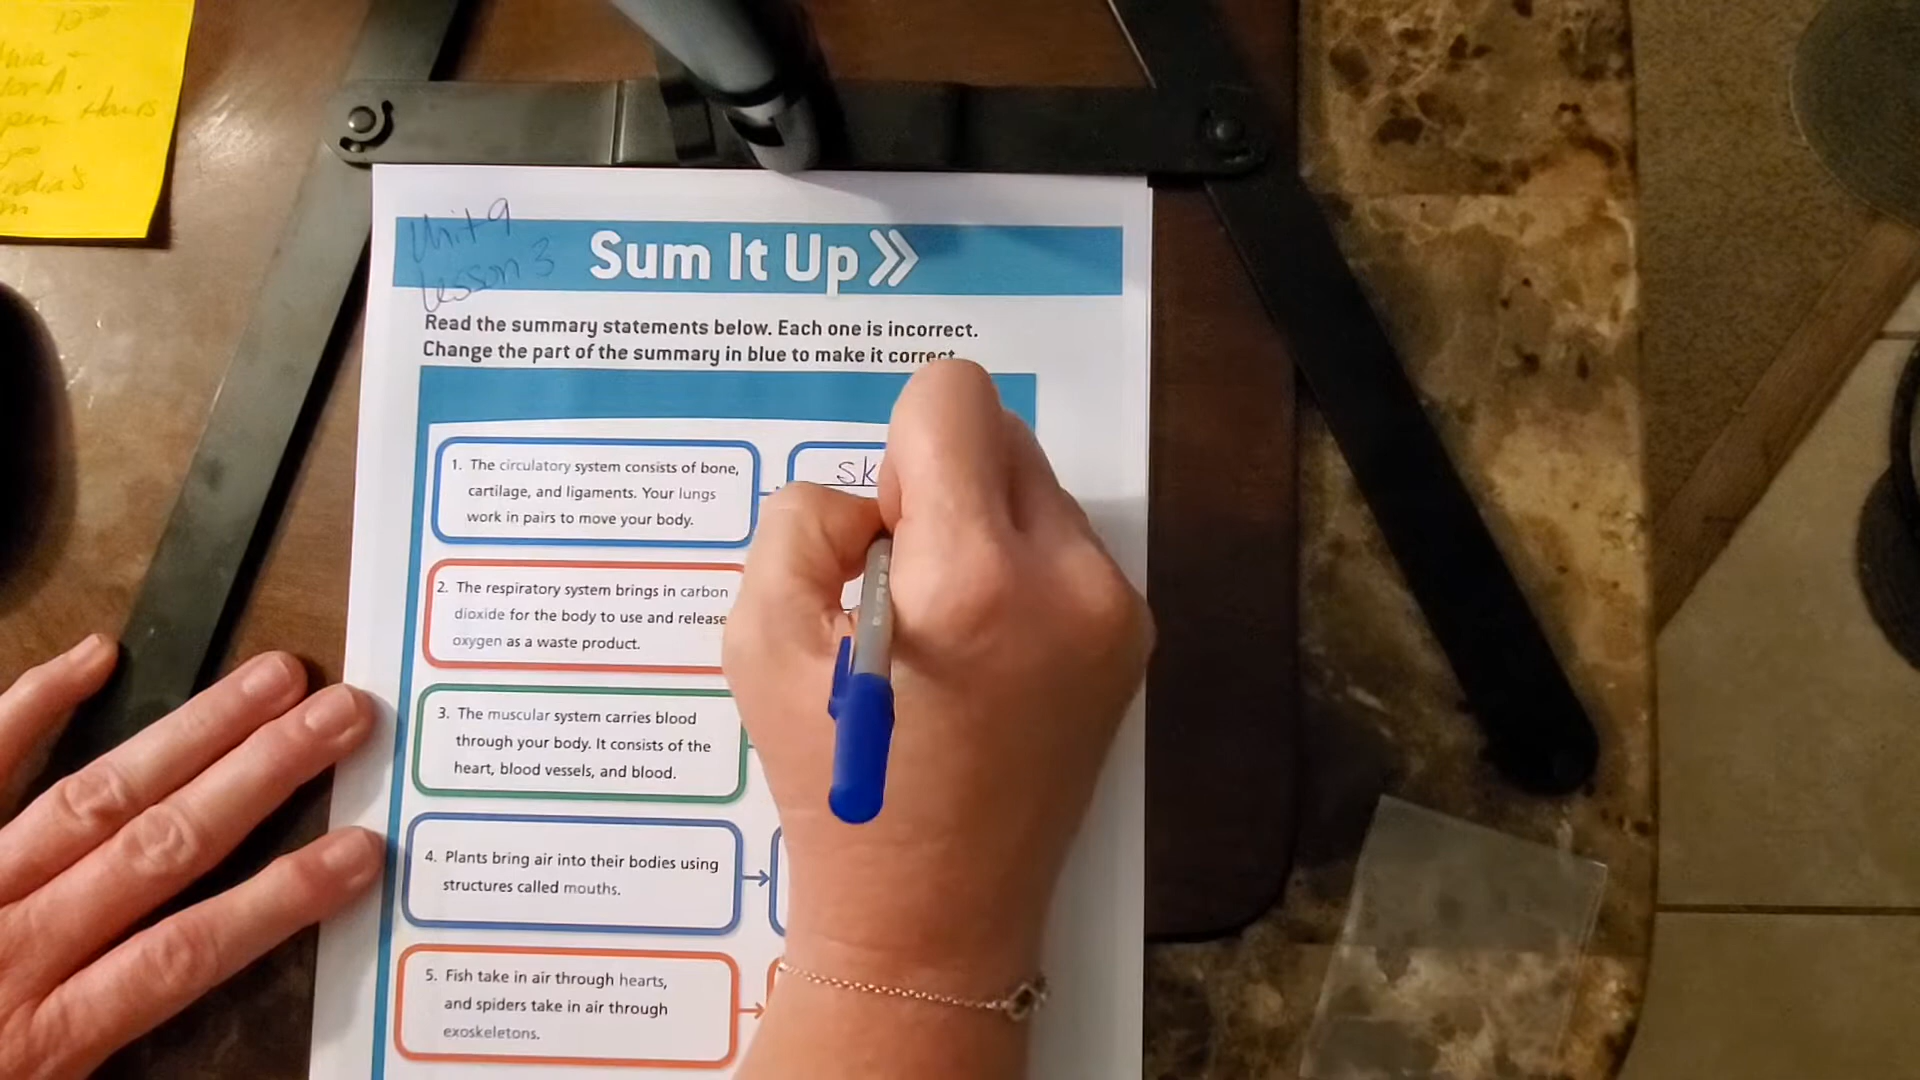 Hours
Unit 9
Lesson 3
Sum It Up
Read the summary statements below. Each one is incorrect.
Change the part of the summary in blue to make it correct.
1. The circulatory system consists of bone,
cartilage, and ligaments. Your lungs
work in pairs to move your body.
sk
2. The respiratory system brings in carbon
dioxide for the body to use and release
oxygen as a waste product.
3. The muscular system carries blood
through your body. It consists of the
heart, blood vessels, and blood.
4. Plants bring air into their bodies using
structures called mouths.
5. Fish take in air through hearts,
and spiders take in air through
exoskeletons.